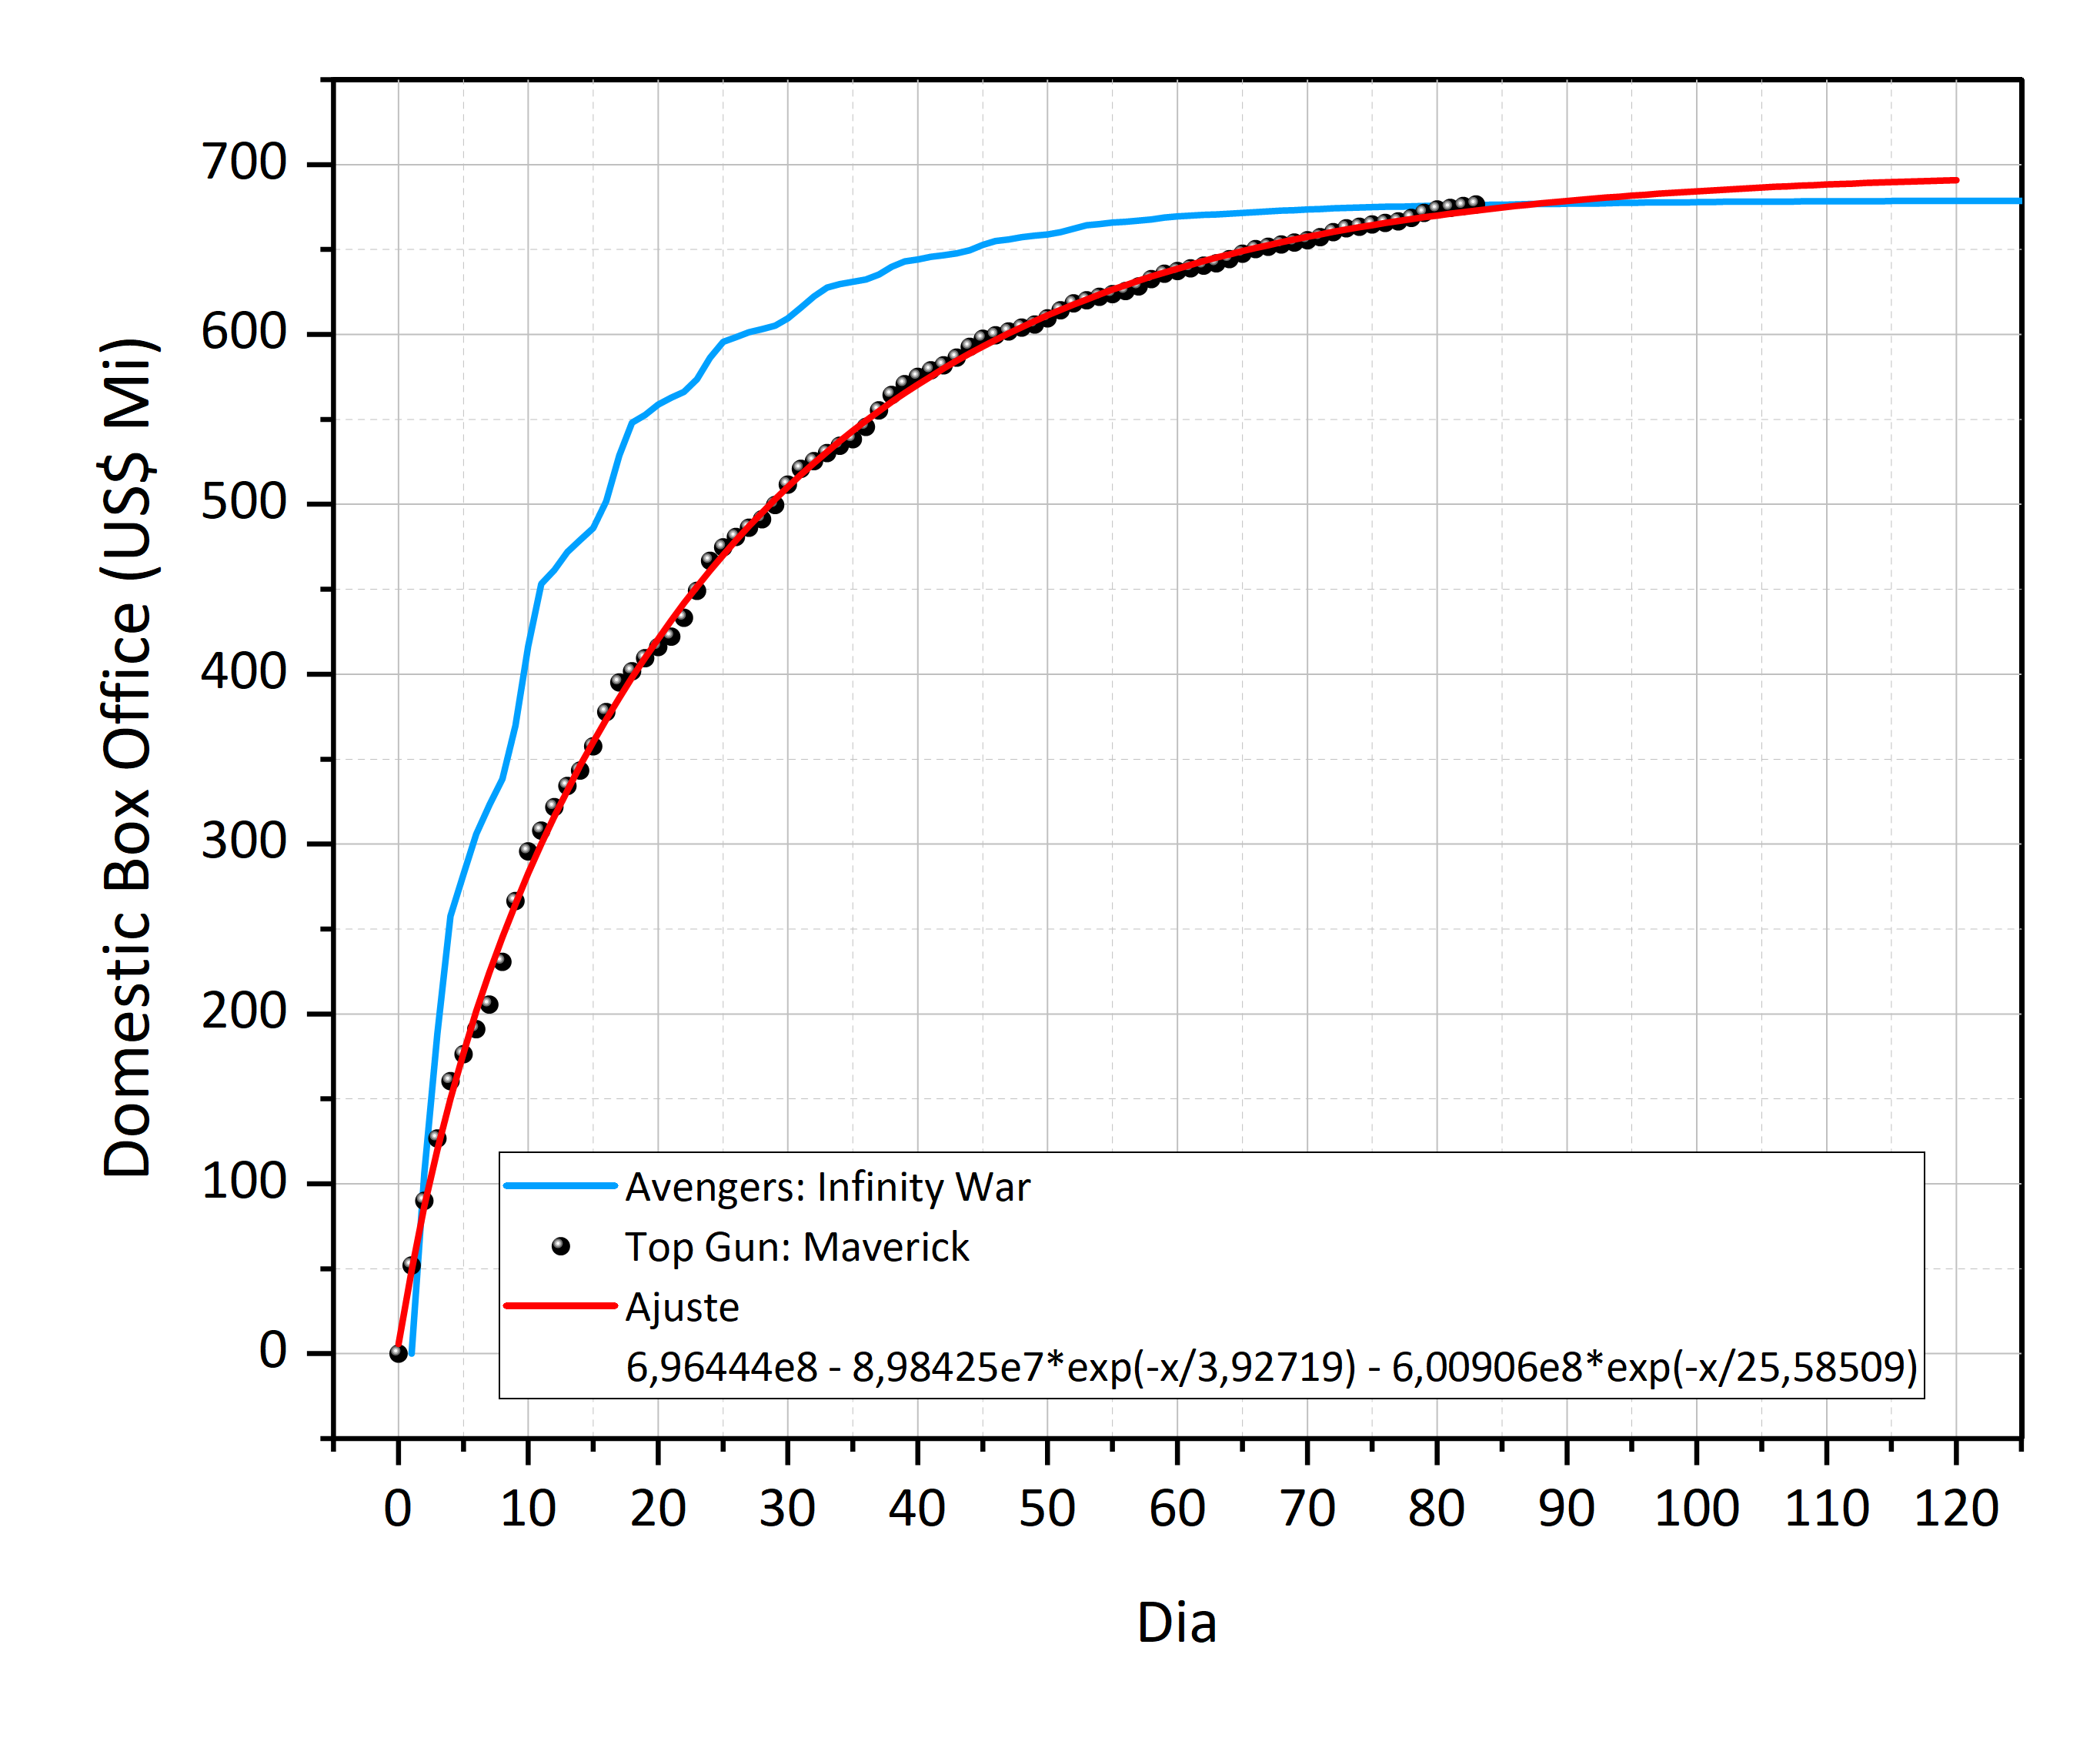 Domestic Box Office (US$ Mi)
700
600
500
400
300
200
100
0
Avengers: Infinity War
Top Gun: Maverick
Ajuste
6,96444e8 - 8,98425e7*exp(-x/3,92719) - 6,00906e8*exp(-x/25,58509)
0 10 20 30 40 50 60 70 80 90 100 110 120
Dia